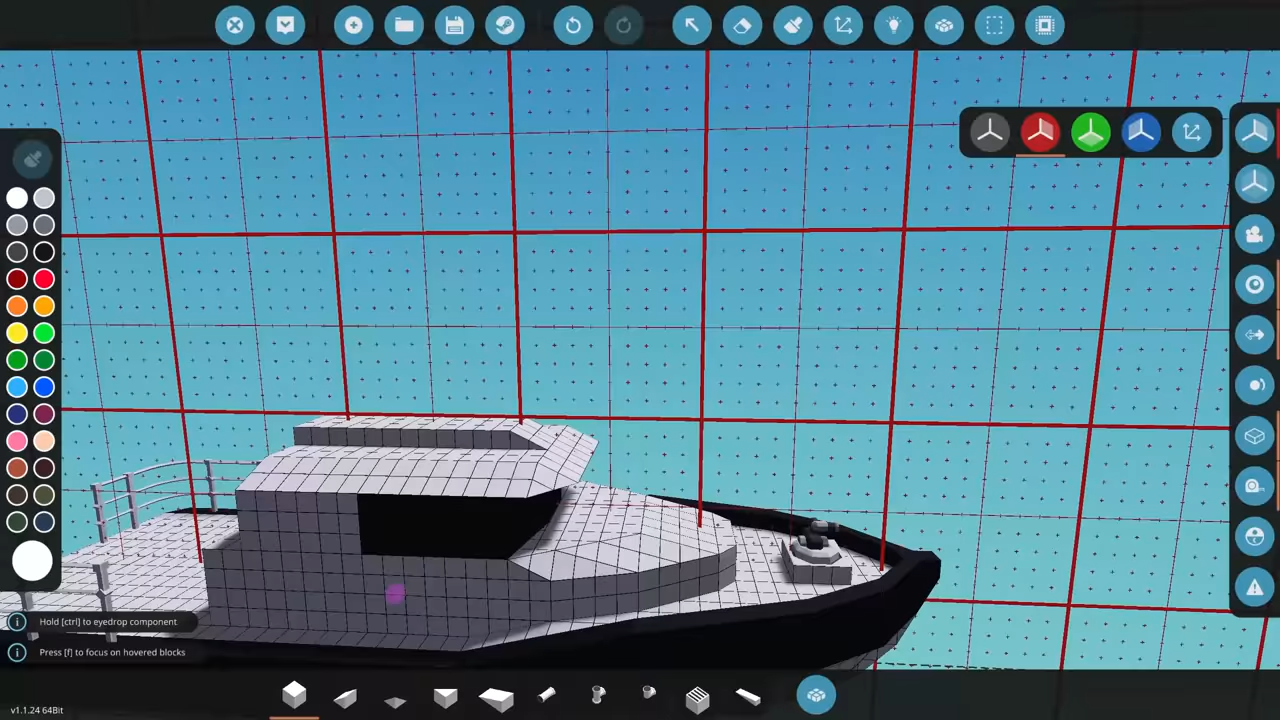 Hold [ctrl] to eyedrop component
Press [f] to focus on hovered blocks
v1.1.24 64Bit